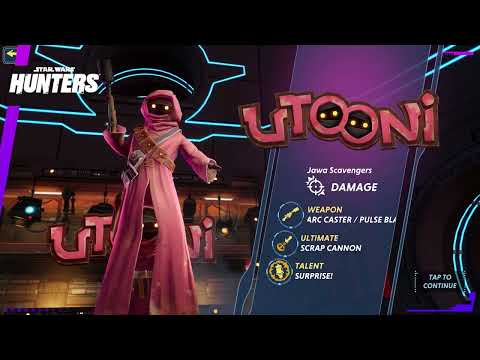 STAR WARS
HUNTERS
UTOONI
Jawa Scavengers
DAMAGE
WEAPON
ARC CASTER / PULSE BLA
ULTIMATE
SCRAP CANNON
TALENT
SURPRISE!
UTOONI
TAP TO
CONTINUE